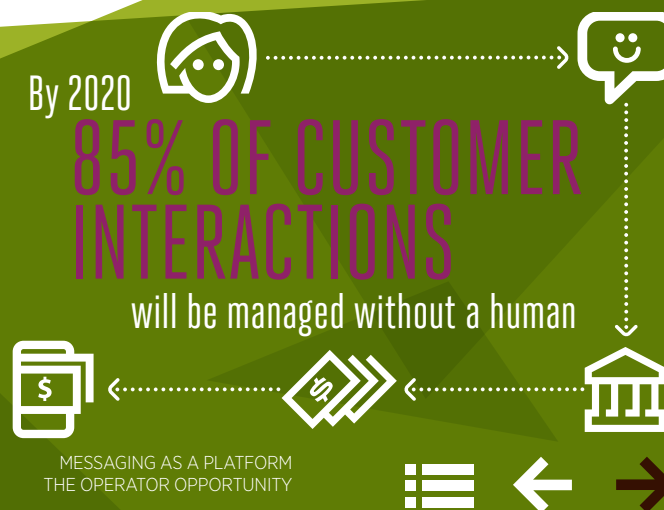 By 2020
85% OF CUSTOMER
INTERACTIONS
will be managed without a human
$
$
MESSAGING AS A PLATFORM
THE OPERATOR OPPORTUNITY